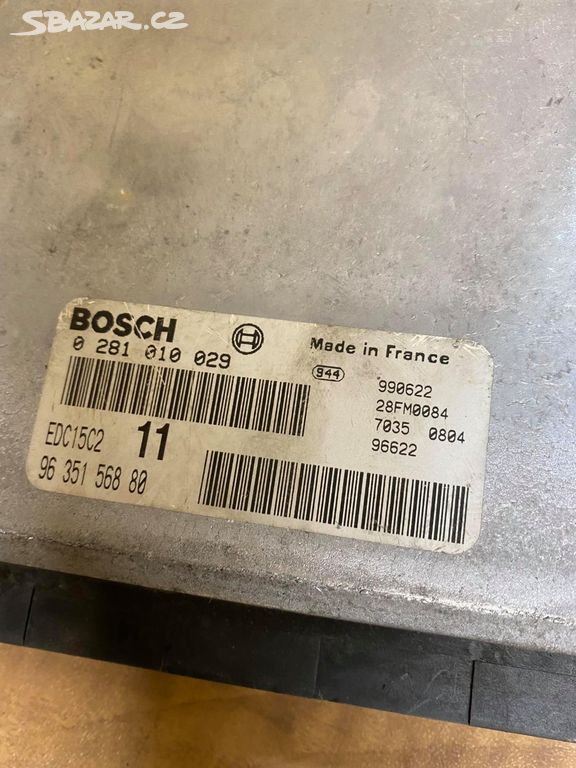 SBAZAR.CZ
BOSCH
0 281 010 029
Made in France
944
990622
28FM0084
7035 0804
96622
EDC15C2 11
96 351 568 80